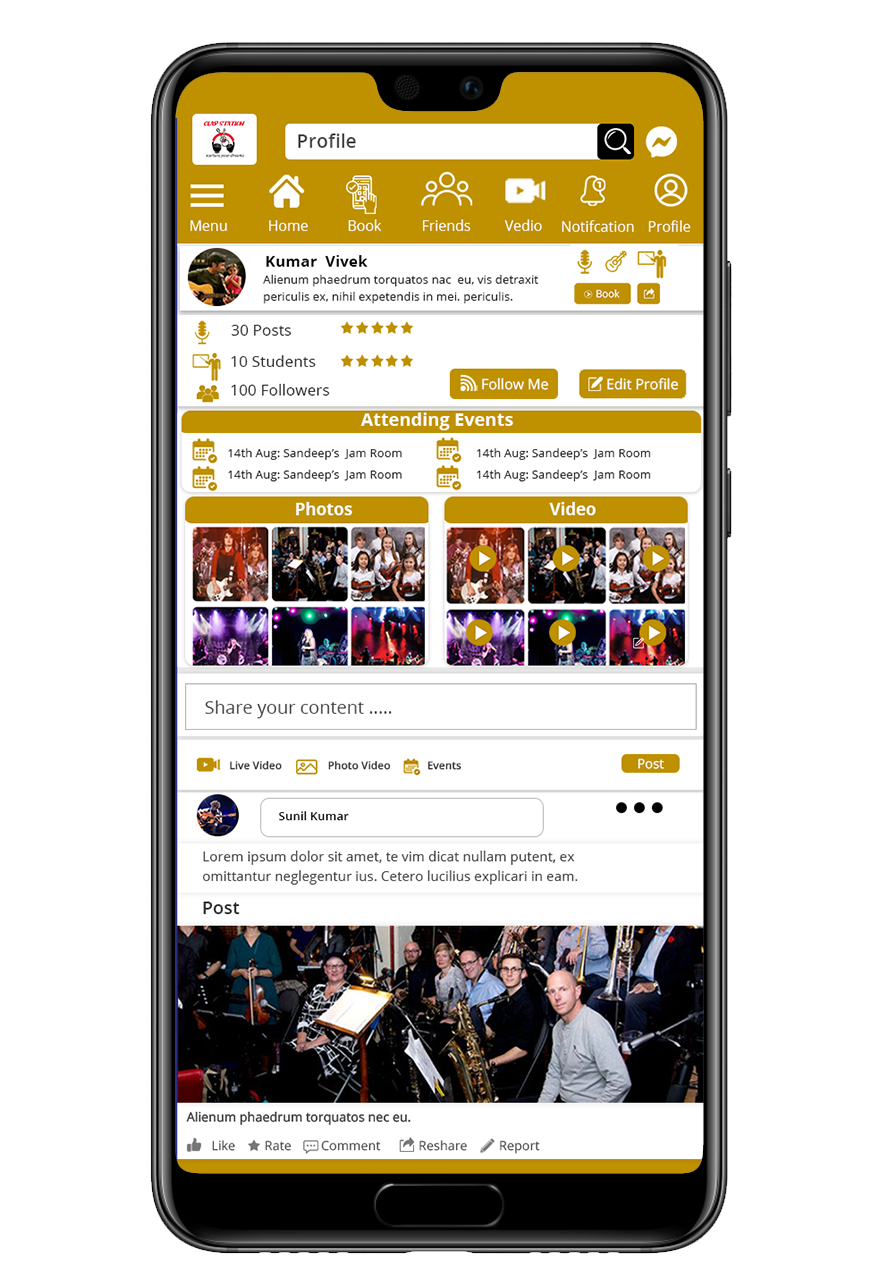 CLAP STATION
nurture your dreams
Profile
Menu
Home
Book
Friends
Vedio
Notifcation
Profile
1
Kumar Vivek
Alienum phaedrum torquatos nac eu, vis detraxit
periculis ex, nihil expetendis in mei. periculis.
Book
30 Posts
10 Students
100 Followers
Follow Me
Edit Profile
Attending Events
14th Aug: Sandeep’s Jam Room
14th Aug: Sandeep’s Jam Room
14th Aug: Sandeep’s Jam Room
14th Aug: Sandeep’s Jam Room
Photos
Video
Share your content .....
Live Video
Photo Video
Events
Post
Sunil Kumar
Lorem ipsum dolor sit amet, te vim dicat nullam putent, ex
omittantur neglegentur ius. Cetero lucilius explicari in eam.
Post
Alienum phaedrum torquatos nec eu.
Like
Rate
Comment
Reshare
Report